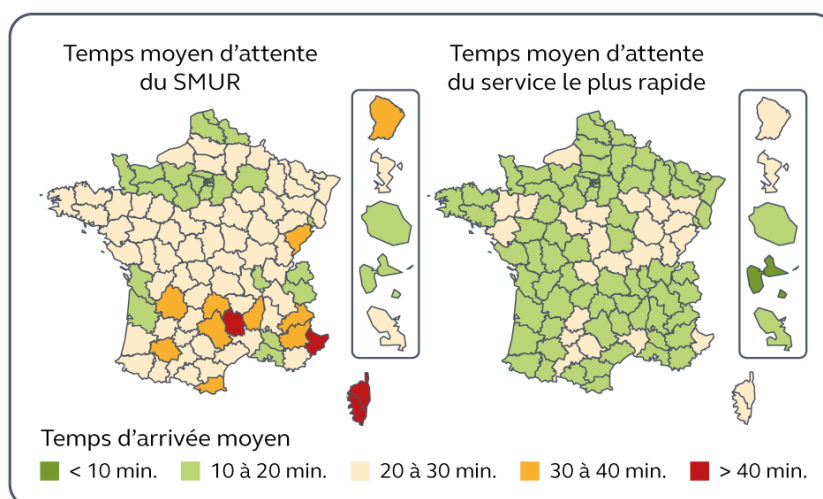 Temps moyen d’attente
du SMUR
Temps moyen d’attente
du service le plus rapide
Temps d’arrivée moyen
< 10 min.
10 à 20 min.
20 à 30 min.
30 à 40 min.
> 40 min.